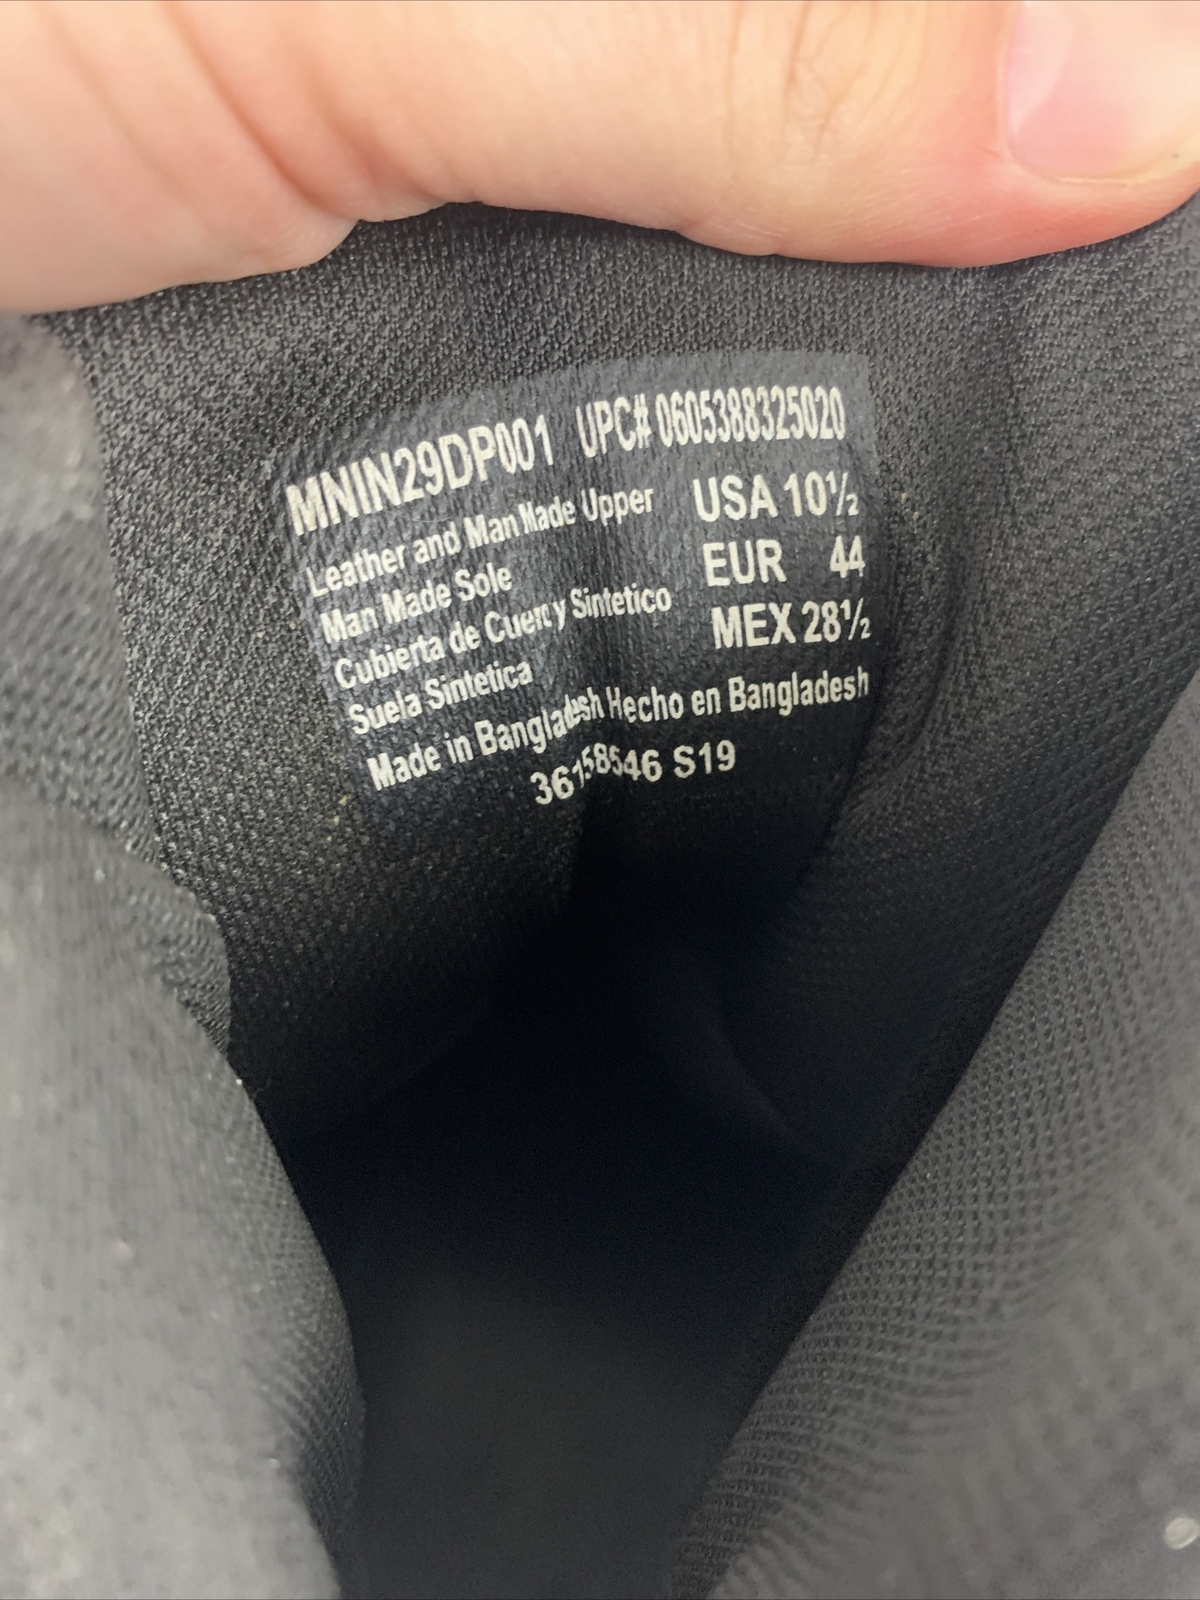 MNIN29DP001 UPC# 0605388325020
Leather and Man Made Upper USA 10½
Man Made Sole EUR 44
Cubierta de Cuero y Sintetico MEX 28½
Suela Sintetica
Made in Bangladesh Hecho en Bangladesh
36158546 S19